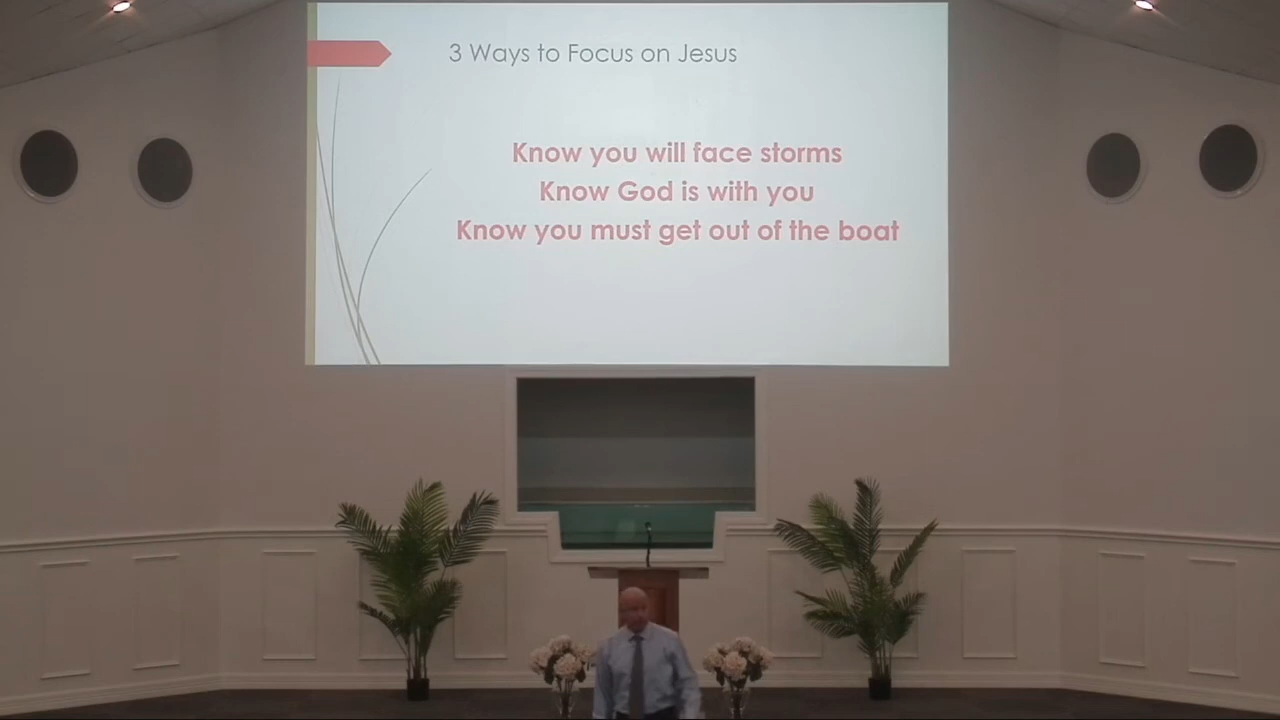 3 Ways to Focus on Jesus
Know you will face storms
Know God is with you
Know you must get out of the boat